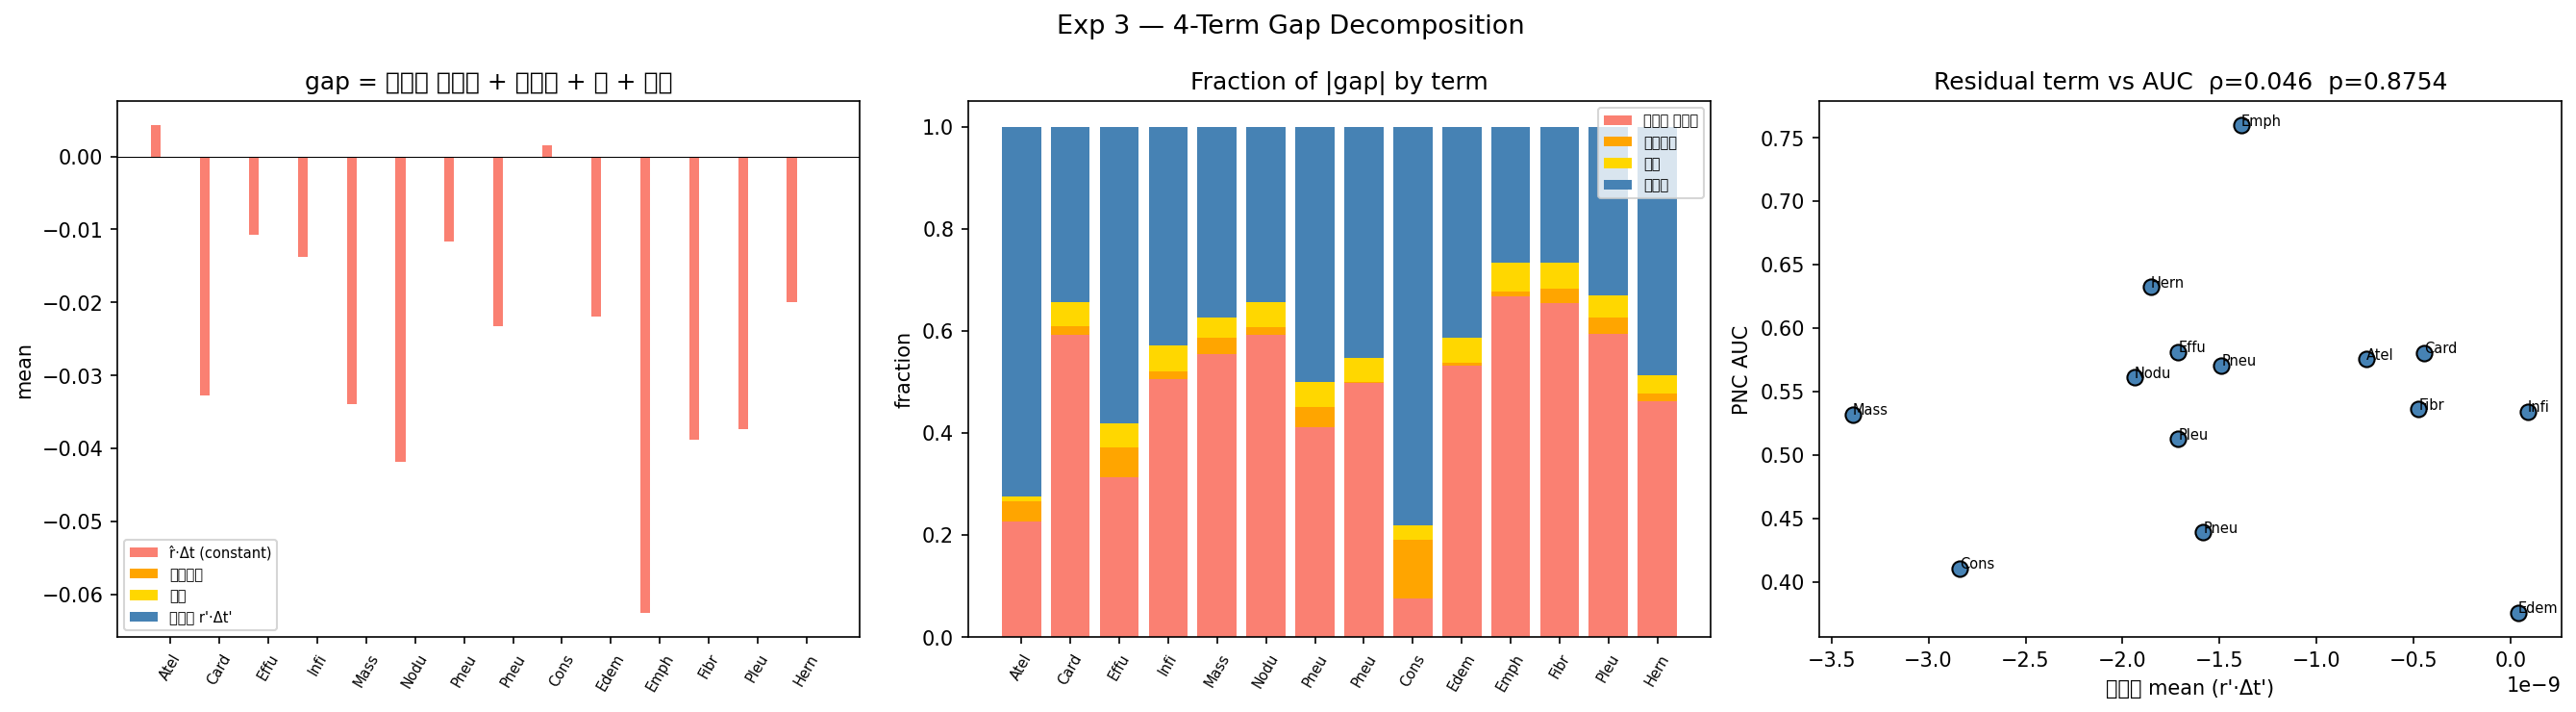 Exp 3 — 4-Term Gap Decomposition
gap =
mean
0.00
−0.01
−0.02
−0.03
−0.04
−0.05
−0.06
r̂·Δt (constant)
r'·Δt'
Atel
Card
Effu
Infi
Mass
Nodu
Pneu
Pneu
Cons
Edem
Emph
Fibr
Pleu
Hern
Fraction of |gap| by term
fraction
1.0
0.8
0.6
0.4
0.2
0.0
Atel
Card
Effu
Infi
Mass
Nodu
Pneu
Pneu
Cons
Edem
Emph
Fibr
Pleu
Hern
Residual term vs AUC ρ=0.046 p=0.8754
PNC AUC
0.75
0.70
0.65
0.60
0.55
0.50
0.45
0.40
Emph
Hern
Effu
Pneu
Nodu
Atel
Card
Mass
Fibr
Infi
Pleu
Pneu
Cons
Edem
−3.5
−3.0
−2.5
−2.0
−1.5
−1.0
−0.5
0.0
1e−9
mean (r'·Δt')